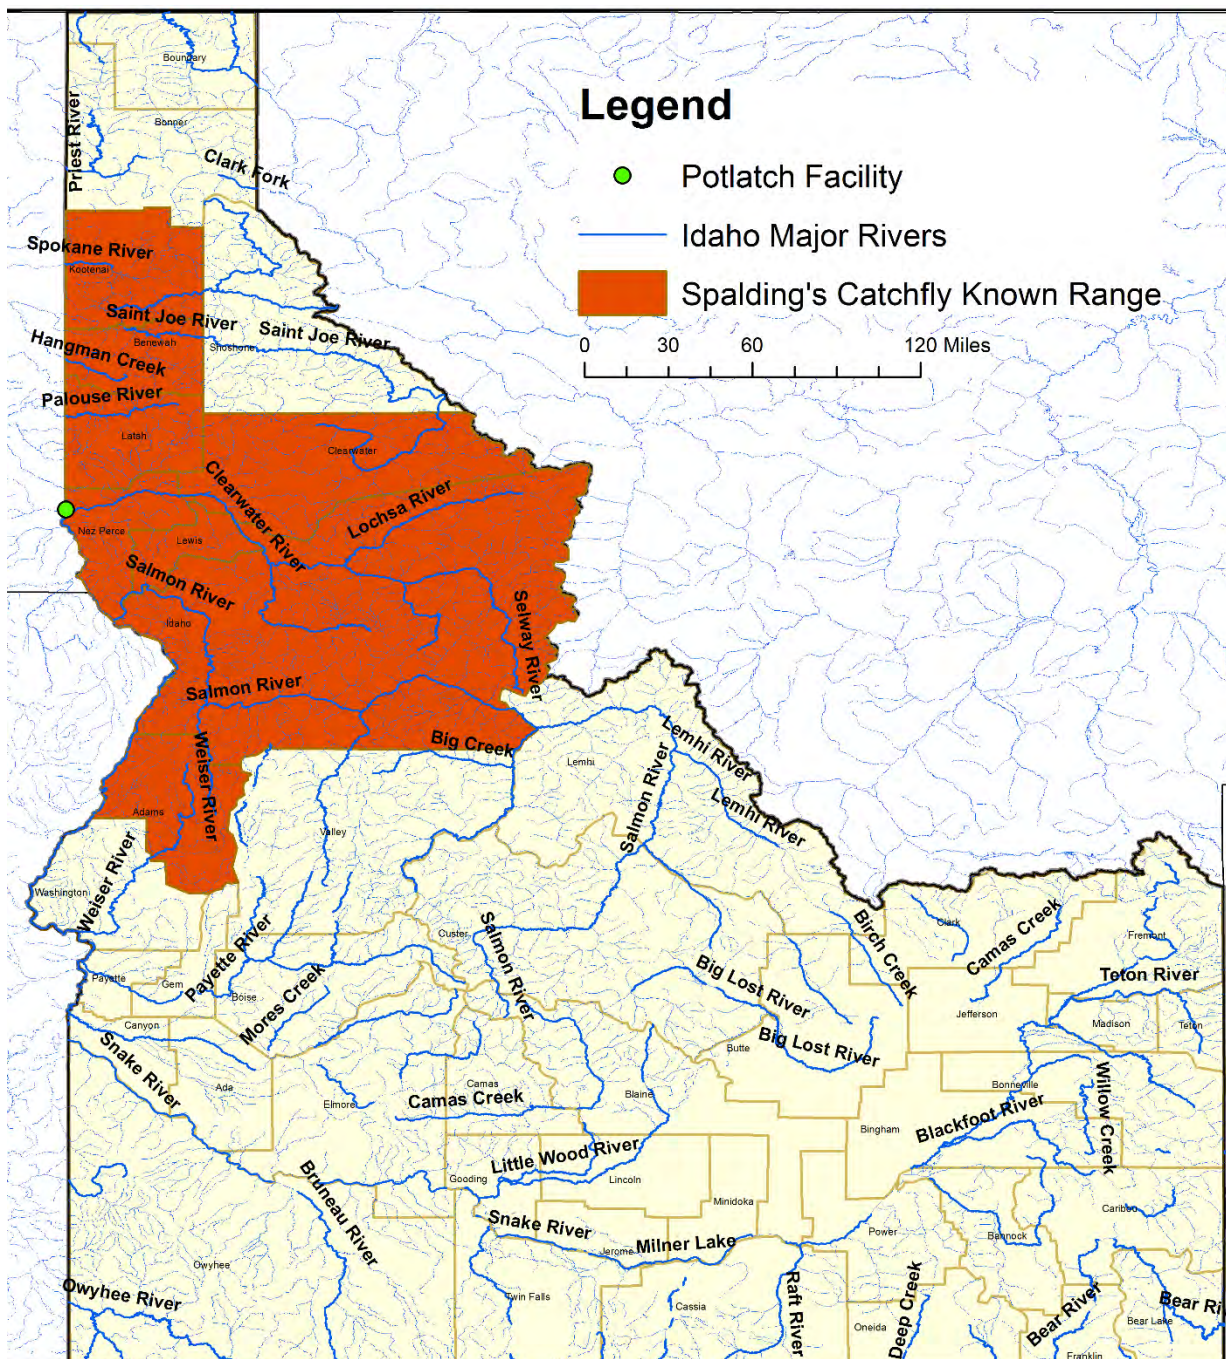 Boundary
Bonner
Priest River
Clark Fork
Legend
Potlatch Facility
Idaho Major Rivers
Spalding's Catchfly Known Range
0 30 60 120 Miles
Spokane River
Kootenai
Saint Joe River
Saint Joe River
Benewah
Shoshone
Hangman Creek
Palouse River
Latah
Clearwater
Clearwater River
Lochsa River
Nez Perce
Lewis
Salmon River
Idaho
Selway River
Salmon River
Big Creek
Weiser River
Lemhi
Lemhi River
Salmon River
Lemhi River
Adams
Valley
Weiser River
Washington
Payette River
Custer
Salmon River
Birch Creek
Clark
Camas Creek
Fremont
Teton River
Payette
Gem
Boise
Mores Creek
Big Lost River
Jefferson
Madison
Teton
Canyon
Snake River
Ada
Elmore
Camas
Camas Creek
Blaine
Butte
Big Lost River
Bonneville
Willow Creek
Blackfoot River
Bingham
Little Wood River
Gooding
Lincoln
Minidoka
Bruneau River
Snake River
Jerome
Milner Lake
Power
Bannock
Caribou
Owyhee
Owyhee River
Twin Falls
Cassia
Raft River
Oneida
Deep Creek
Bear River
Bear Lake
Bear Ri
Franklin